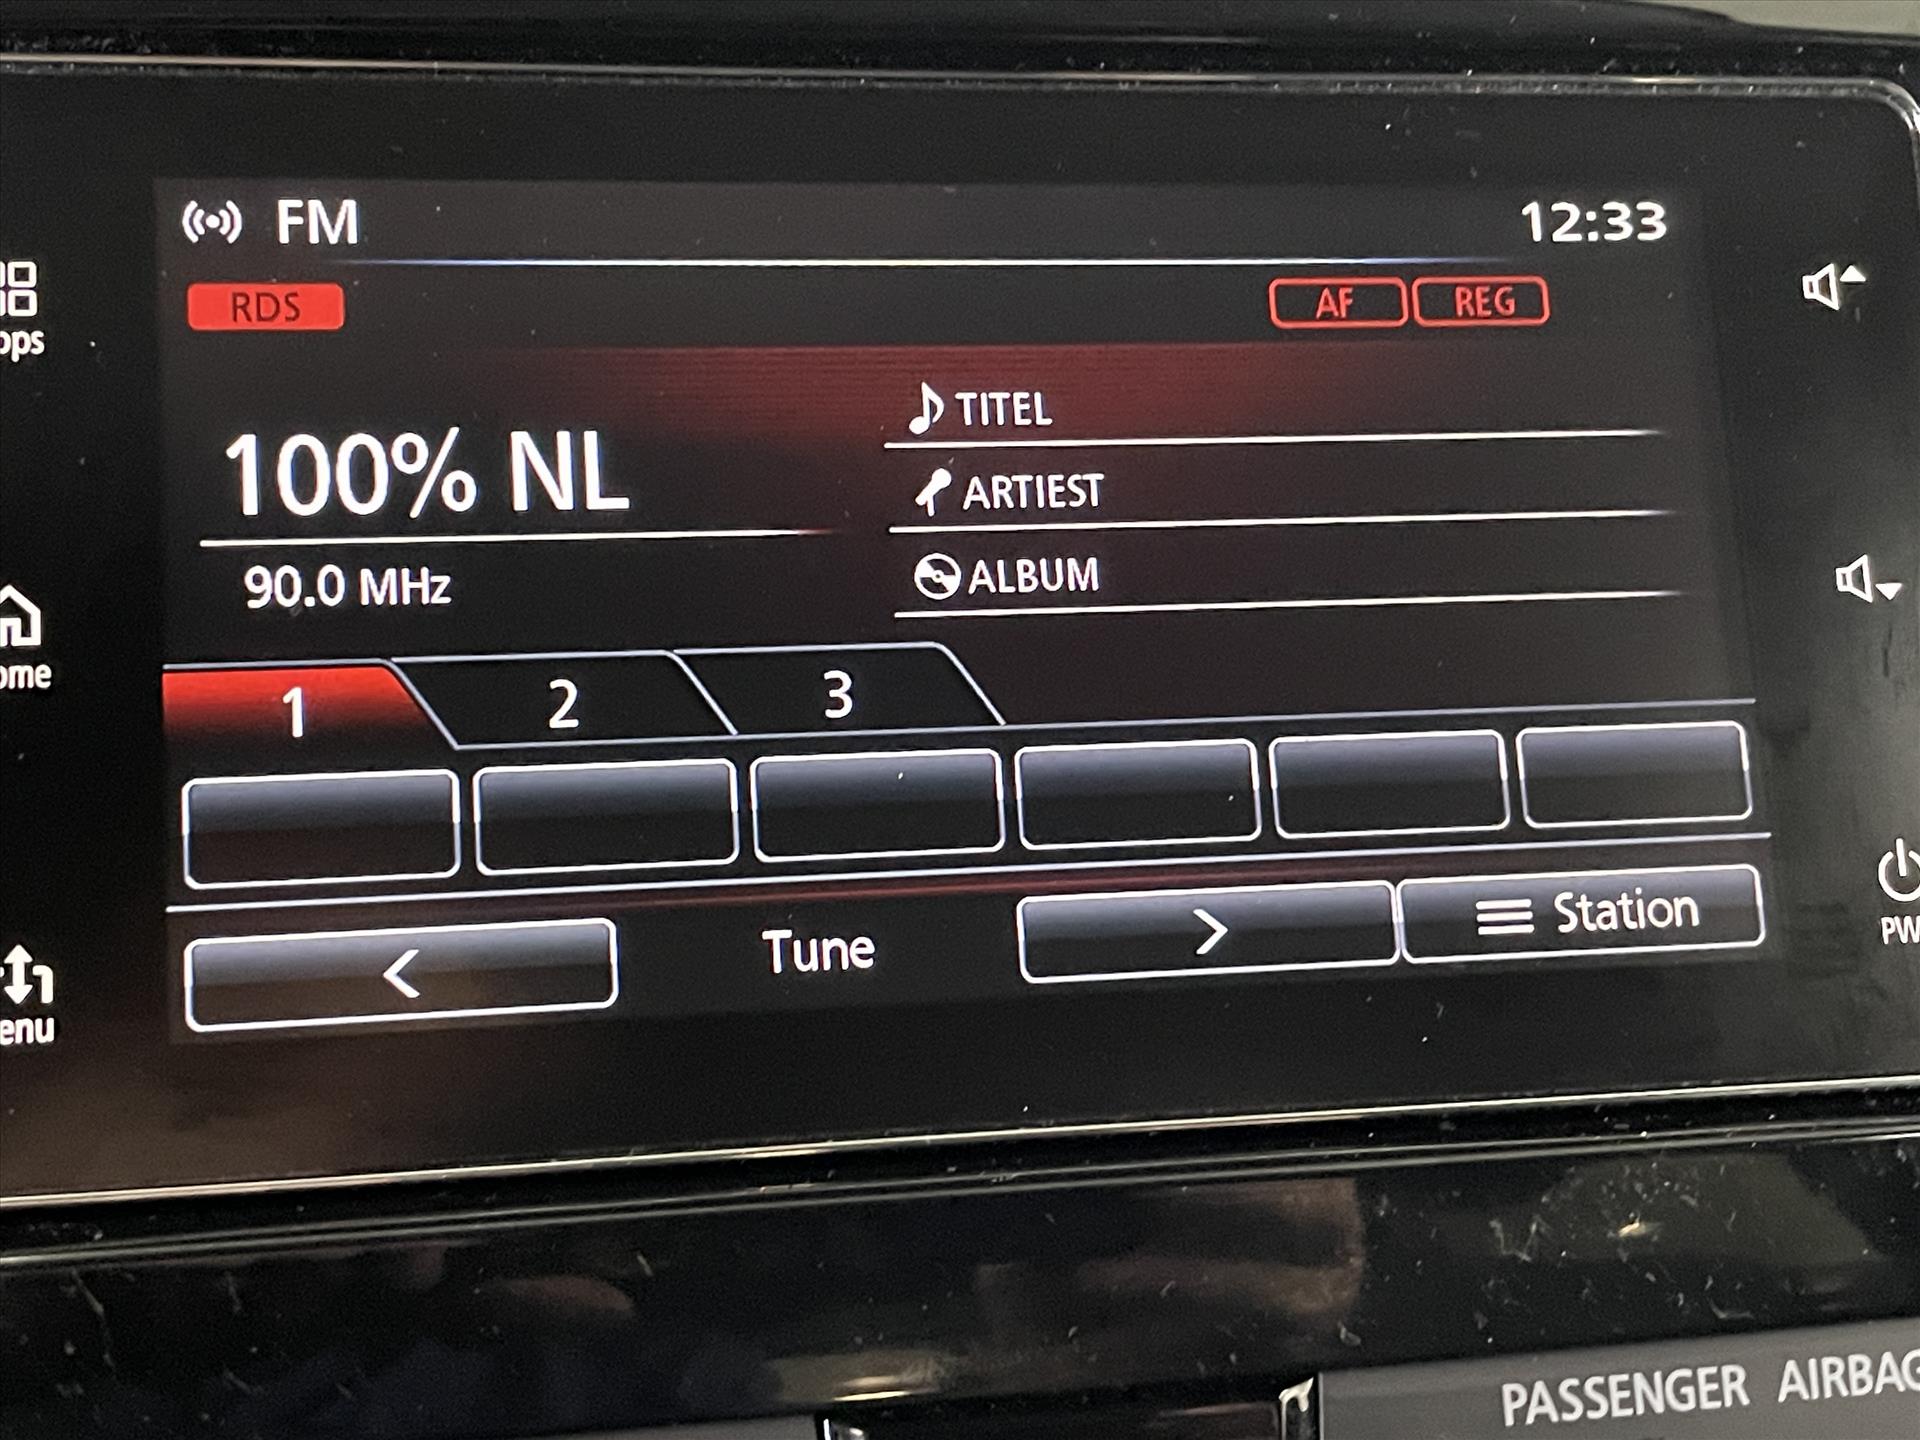 FM
12:33
RDS
AF
REG
TITEL
100% NL
ARTIEST
90.0 MHz
ALBUM
1
2
3
Tune
Station
PASSENGER AIRBAG